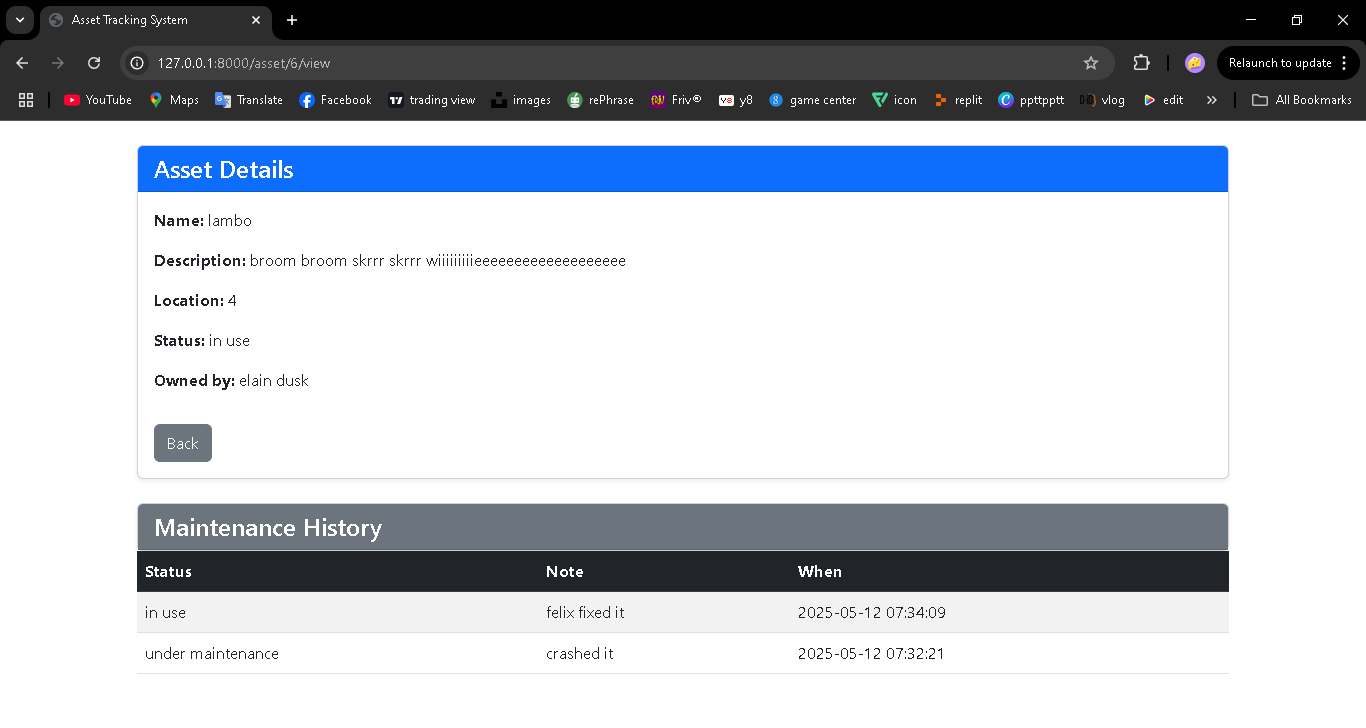 Asset Tracking System
127.0.0.1:8000/asset/6/view
Relaunch to update
YouTube Maps Translate Facebook trading view images rePhrase Friv® y8 game center icon replit ppttpptt vlog edit » All Bookmarks
Asset Details
Name: lambo
Description: broom broom skrrr skrrr wiiiiiiiiieeeeeeeeeeeeeeeeeee
Location: 4
Status: in use
Owned by: elain dusk
Back
Maintenance History
Status Note When
in use felix fixed it 2025-05-12 07:34:09
under maintenance crashed it 2025-05-12 07:32:21